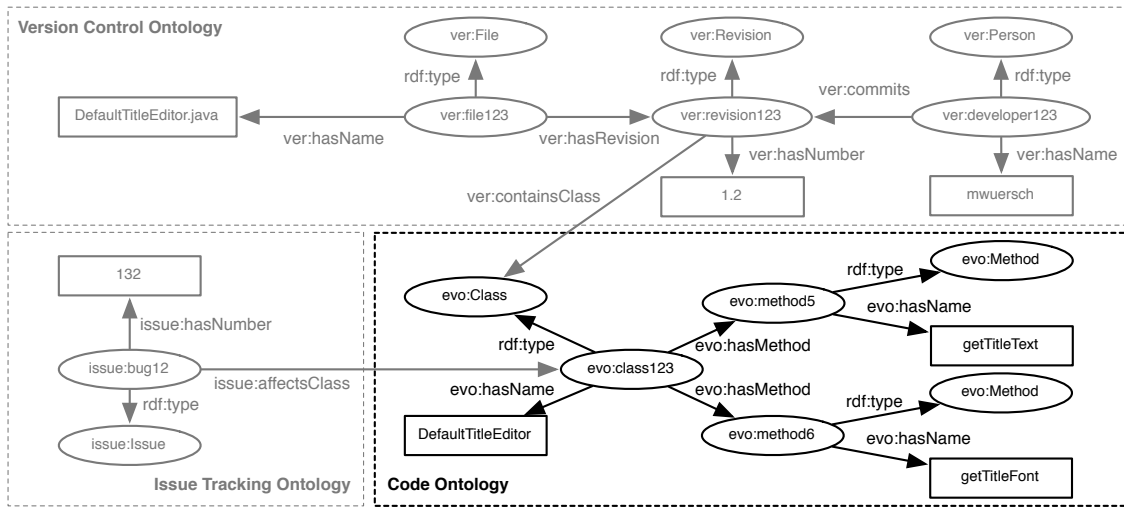 Version Control Ontology
ver:File
ver:Revision
ver:Person
rdf:type
rdf:type
rdf:type
ver:commits
DefaultTitleEditor.java
ver:file123
ver:revision123
ver:developer123
ver:hasName
ver:hasRevision
ver:hasNumber
ver:hasName
ver:containsClass
1.2
mwuersch
132
issue:hasNumber
issue:bug12
issue:affectsClass
rdf:type
issue:Issue
Issue Tracking Ontology
evo:Class
rdf:type
evo:class123
evo:hasName
DefaultTitleEditor
evo:hasMethod
evo:hasMethod
evo:method5
rdf:type
evo:Method
evo:hasName
getTitleText
evo:method6
rdf:type
evo:Method
evo:hasName
getTitleFont
Code Ontology